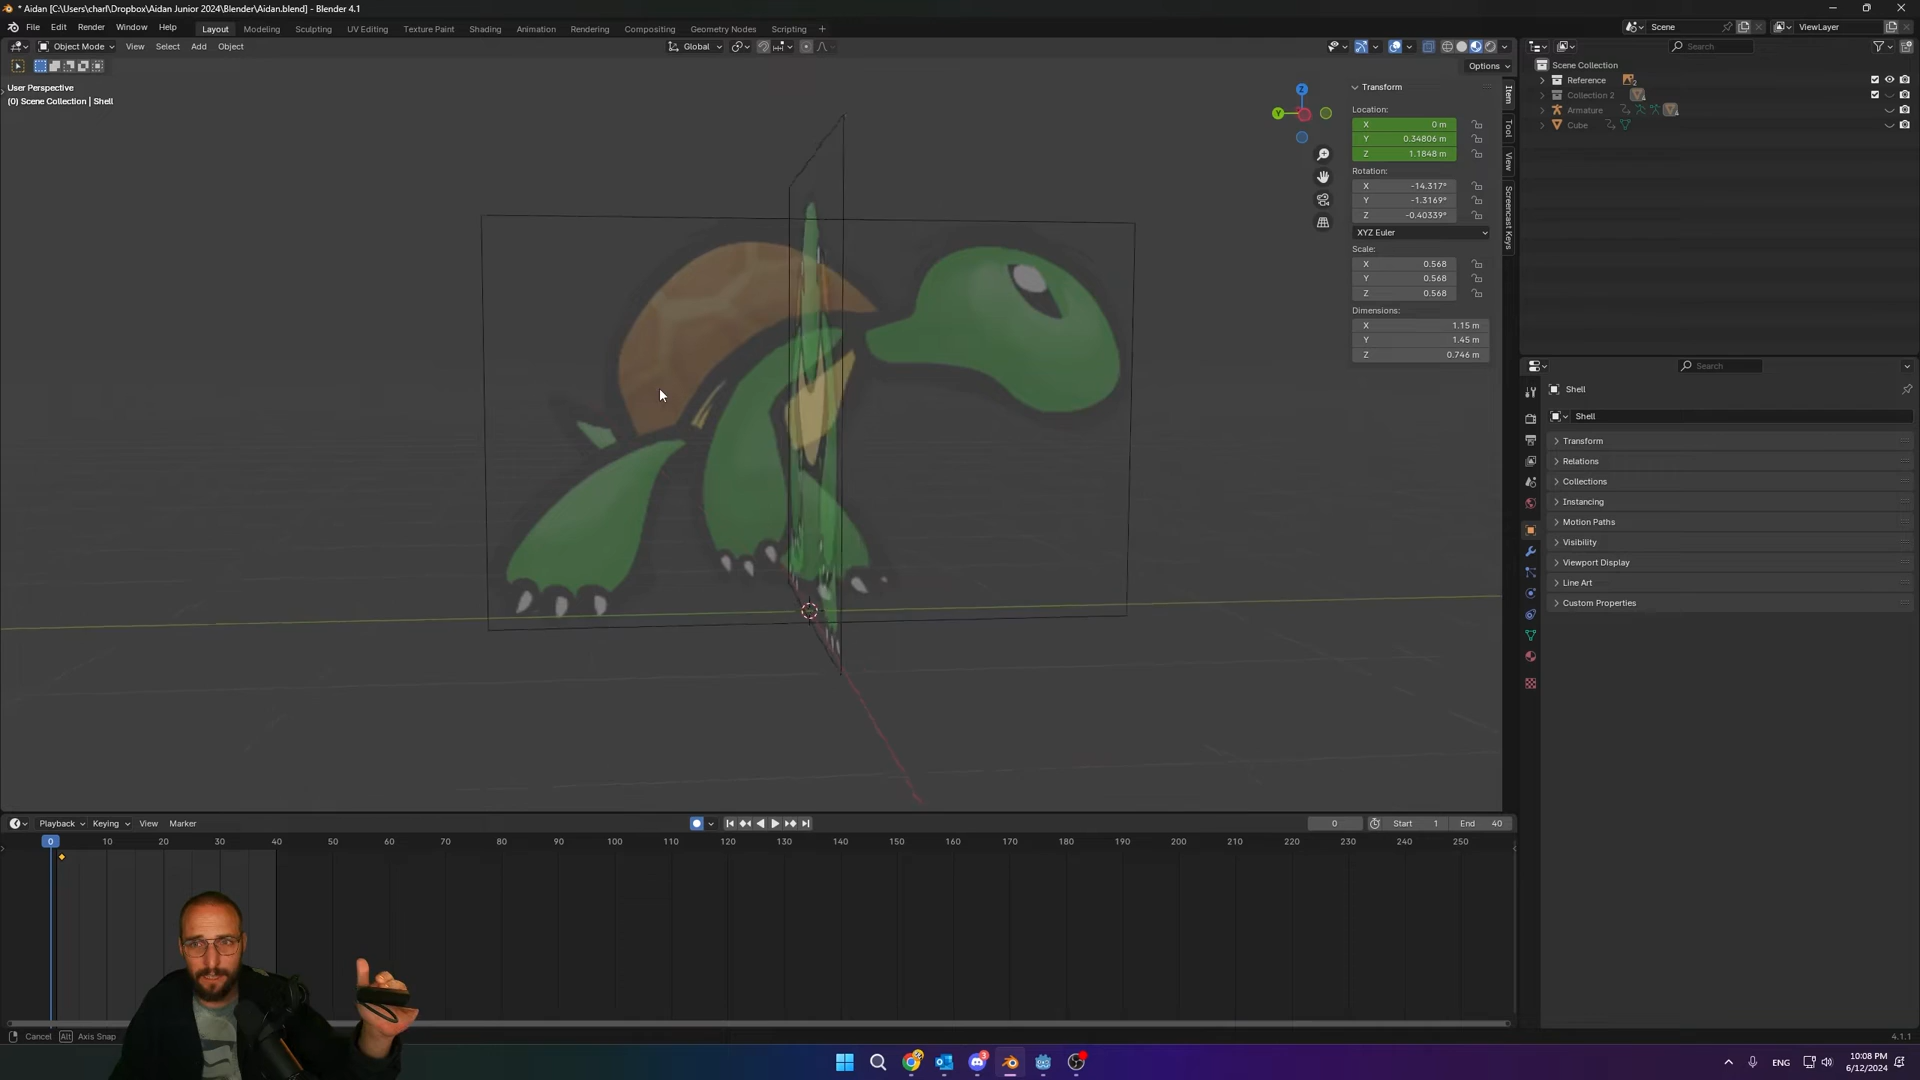 * Aidan [C:\Users\charl\Dropbox\Aidan Junior 2024\Blender\Aidan.blend] - Blender 4.1
File Edit Render Window Help Layout Modeling Sculpting UV Editing Texture Paint Shading Animation Rendering Compositing Geometry Nodes Scripting + Scene ViewLayer
Object Mode View Select Add Object Global Search
Options
User Perspective
(0) Scene Collection | Shell
Scene Collection
Reference
Collection 2
Armature
Cube
Item
Tool
View
Screencast Keys
Transform
Location:
X 0 m
Y 0.34806 m
Z 1.1848 m
Rotation:
X -14.317°
Y -1.3169°
Z -0.40339°
XYZ Euler
Scale:
X 0.568
Y 0.568
Z 0.568
Dimensions:
X 1.15 m
Y 1.45 m
Z 0.746 m
Search
Shell
Shell
Transform
Relations
Collections
Instancing
Motion Paths
Visibility
Viewport Display
Line Art
Custom Properties
Playback Keying View Marker 0 Start 1 End 40
0 10 20 30 40 50 60 70 80 90 100 110 120 130 140 150 160 170 180 190 200 210 220 230 240 250
Cancel Alt Axis Snap 4.1.1
3 ENG 10:08 PM
6/12/2024